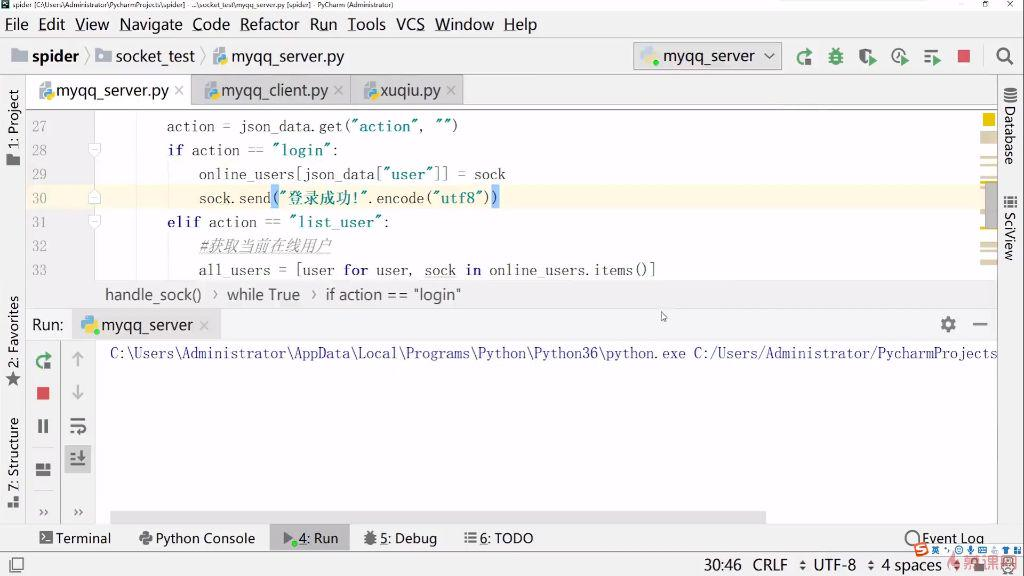 spider [C:\Users\Administrator\PycharmProjects\spider] - ...\socket_test\myqq_server.py [spider] - PyCharm (Administrator)
File Edit View Navigate Code Refactor Run Tools VCS Window Help
spider socket_test myqq_server.py myqq_server
myqq_server.py myqq_client.py xuqiu.py
1: Project
Database
SciView
27 action = json_data.get("action", "")
28 if action == "login":
29 online_users[json_data["user"]] = sock
30 sock.send("登录成功!".encode("utf8"))
31 elif action == "list_user":
32 #获取当前在线用户
33 all_users = [user for user, sock in online_users.items()]
handle_sock() › while True › if action == "login"
Run: myqq_server
2: Favorites
7: Structure
C:\Users\Administrator\AppData\Local\Programs\Python\Python36\python.exe C:/Users/Administrator/PycharmProjects
Terminal Python Console 4: Run 5: Debug 6: TODO Event Log
英
30:46 CRLF UTF-8 4 spaces